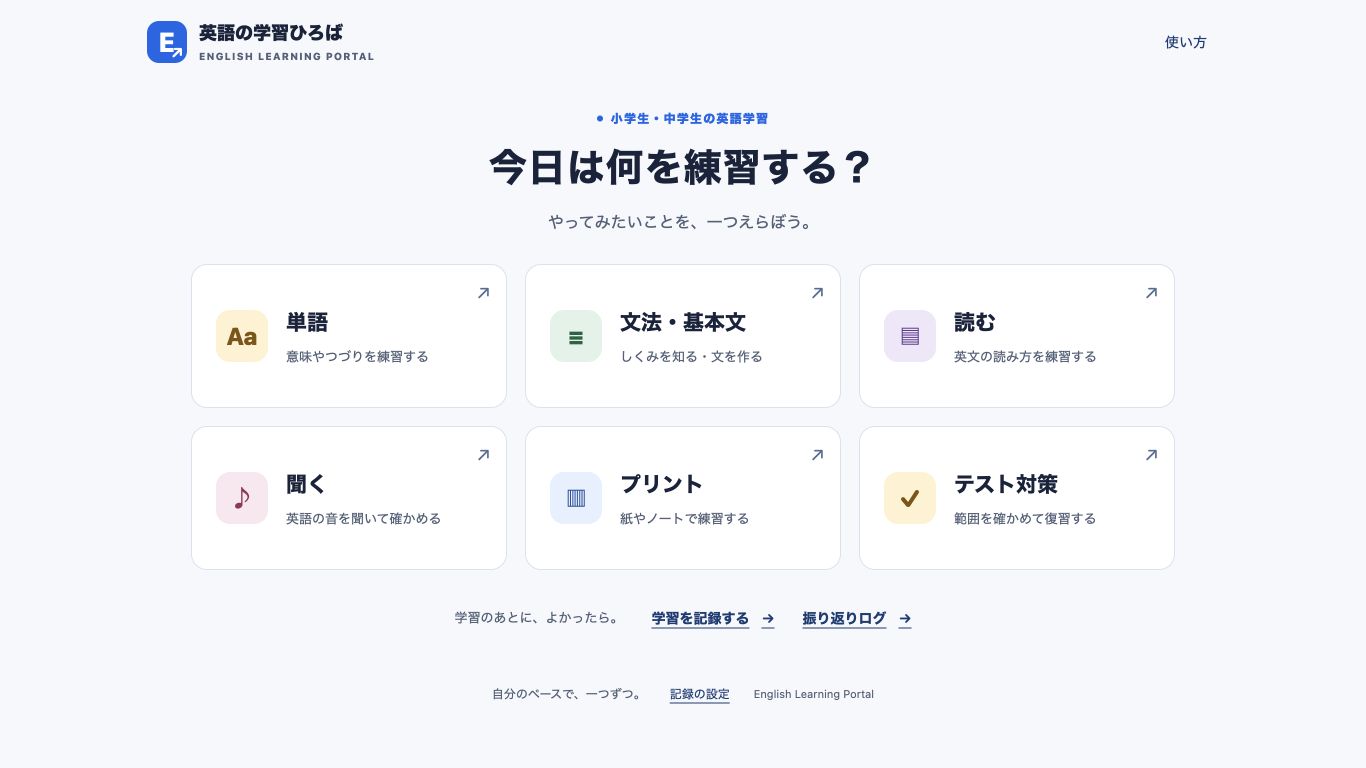 E
英語の学習ひろば
ENGLISH LEARNING PORTAL
使い方
小学生・中学生の英語学習
今日は何を練習する？
やってみたいことを、一つえらぼう。
Aa
単語
意味やつづりを練習する
文法・基本文
しくみを知る・文を作る
読む
英文の読み方を練習する
聞く
英語の音を聞いて確かめる
プリント
紙やノートで練習する
テスト対策
範囲を確かめて復習する
学習のあとに、よかったら。 学習を記録する → 振り返りログ →
自分のペースで、一つずつ。 記録の設定 English Learning Portal